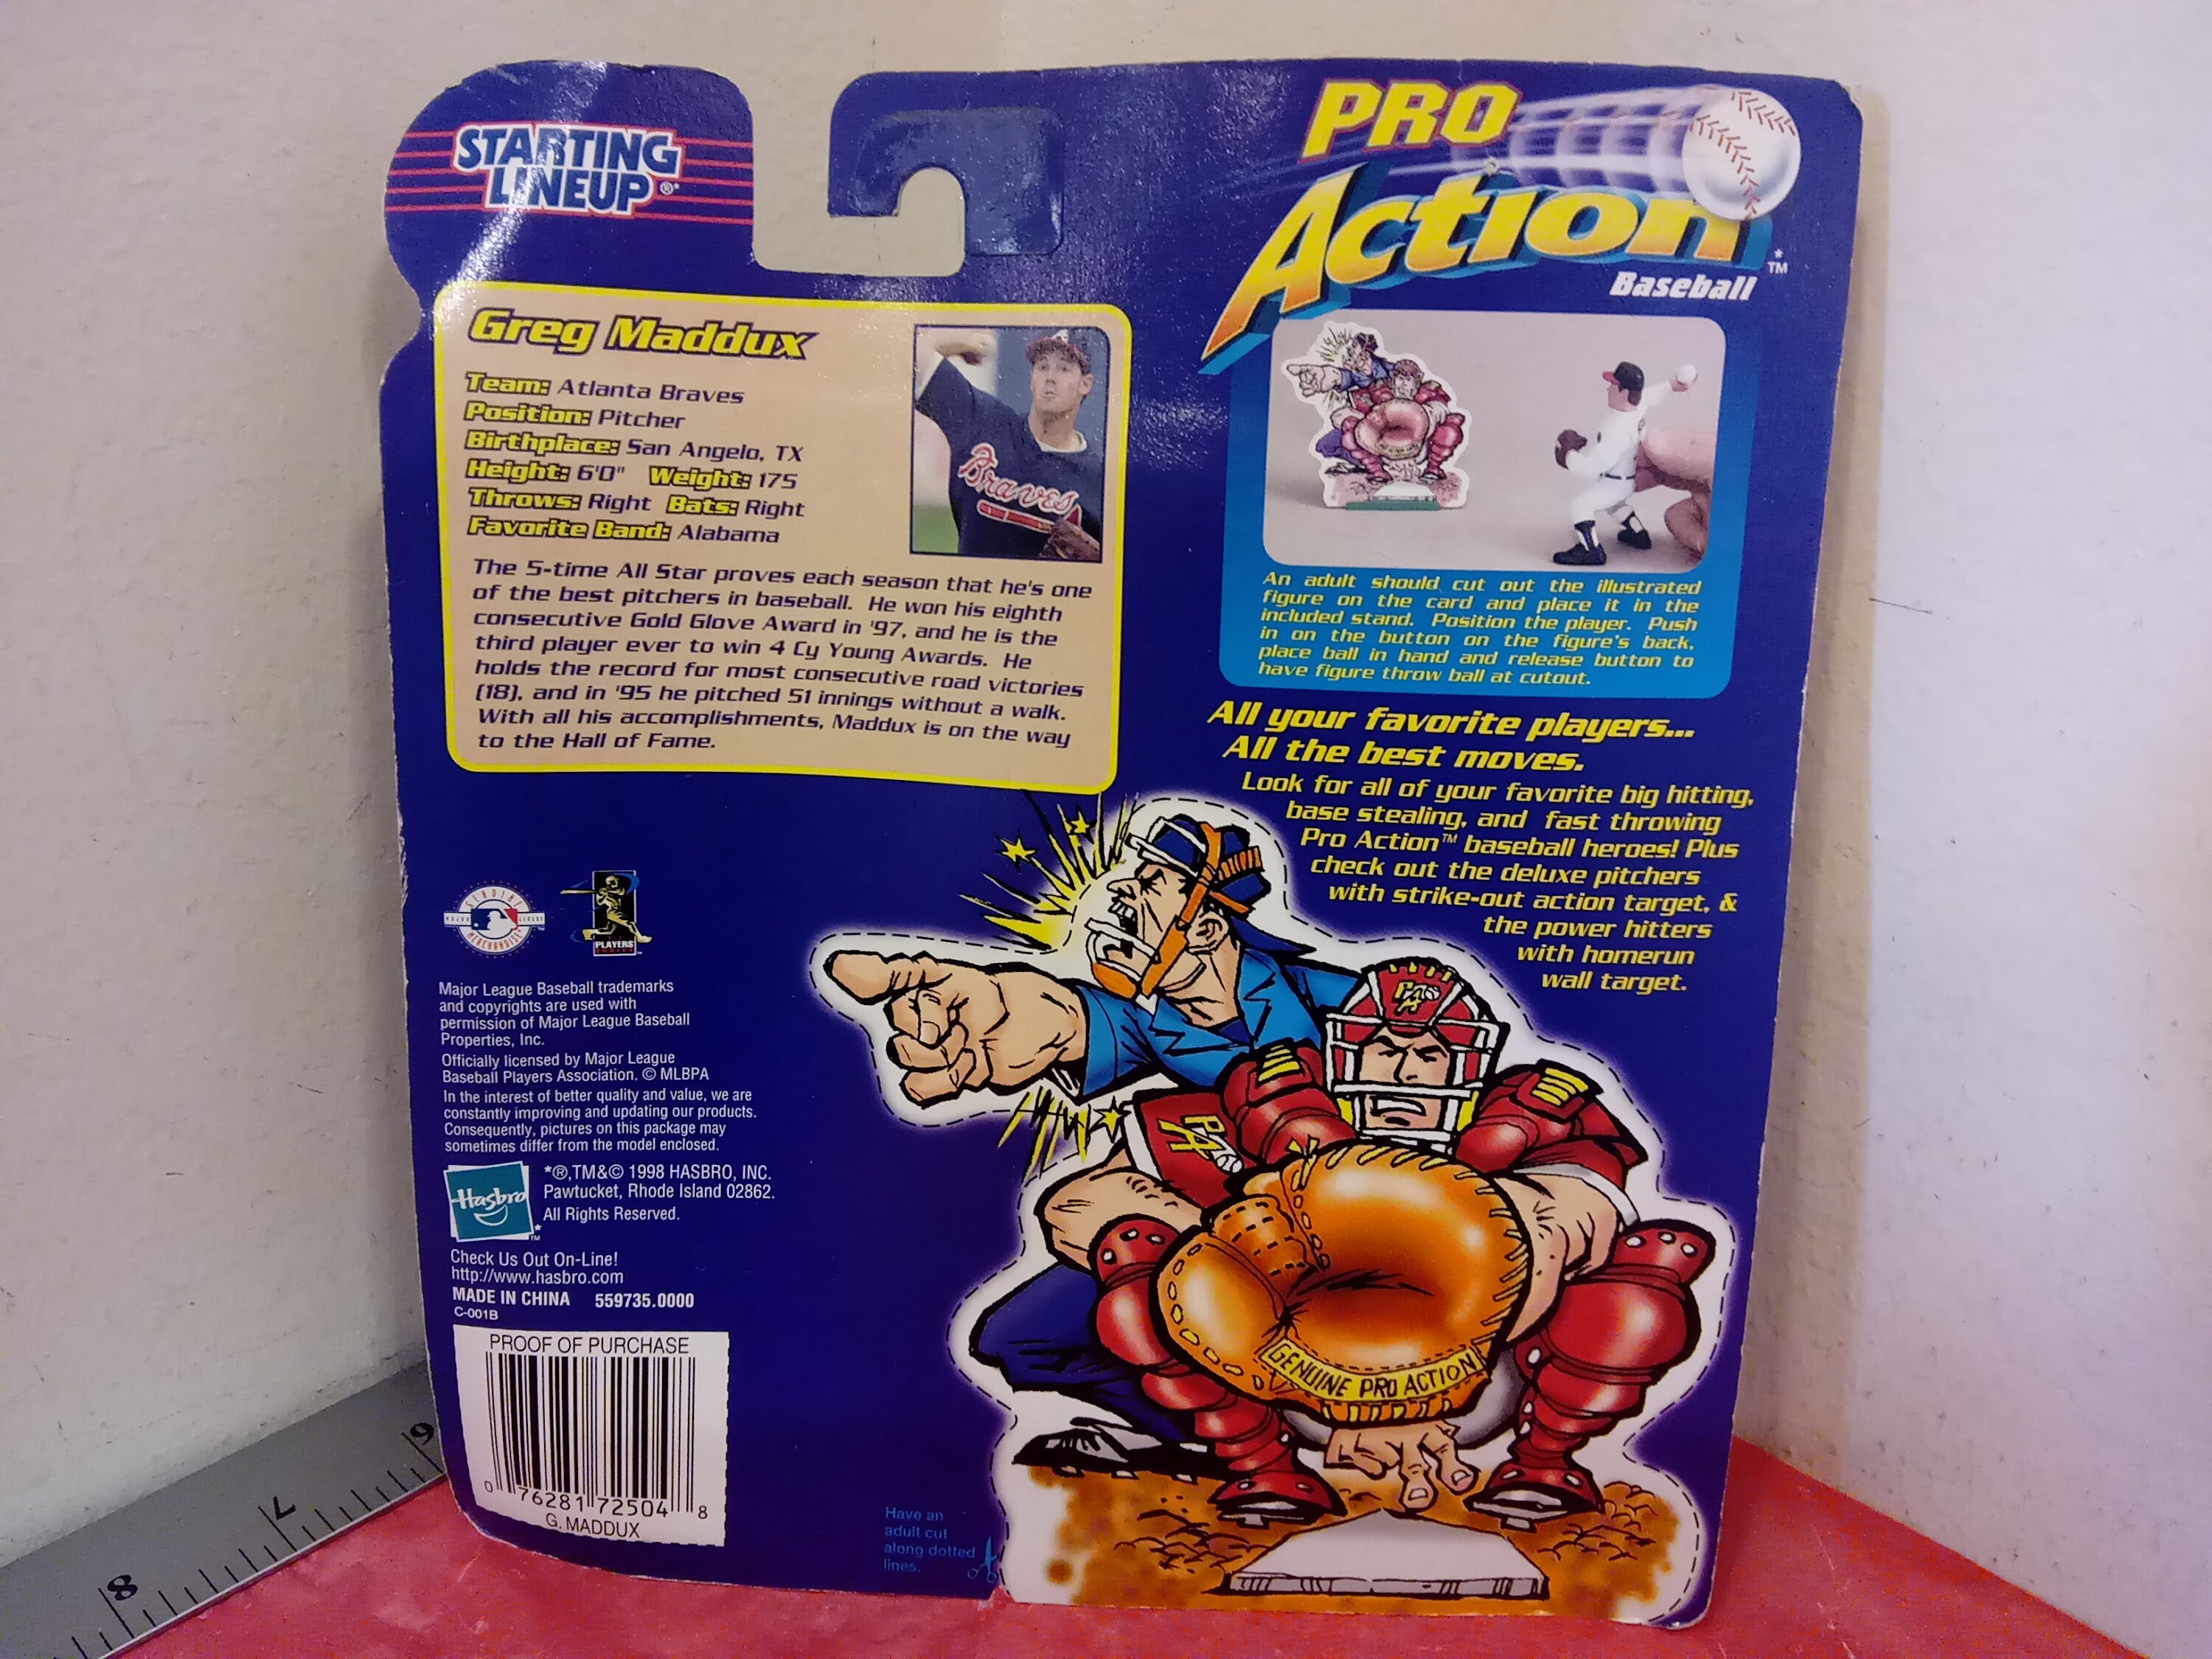 STARTING
LINEUP®*
PRO
Action
*
TM
Baseball
Greg Maddux
Team: Atlanta Braves
Position: Pitcher
Birthplace: San Angelo, TX
Height: 6'0" Weight: 175
Throws: Right Bats: Right
Favorite Band: Alabama
Braves
The 5-time All Star proves each season that he's one
of the best pitchers in baseball. He won his eighth
consecutive Gold Glove Award in '97, and he is the
third player ever to win 4 Cy Young Awards. He
holds the record for most consecutive road victories
(18), and in '95 he pitched 51 innings without a walk.
With all his accomplishments, Maddux is on the way
to the Hall of Fame.
An adult should cut out the illustrated
figure on the card and place it in the
included stand. Position the player. Push
in on the button on the figure's back,
place ball in hand and release button to
have figure throw ball at cutout.
All your favorite players...
All the best moves.
Look for all of your favorite big hitting,
base stealing, and fast throwing
Pro Action™ baseball heroes! Plus
check out the deluxe pitchers
with strike-out action target, &
the power hitters
with homerun
wall target.
GENUINE
MAJOR LEAGUE
MERCHANDISE
PLAYERS
Major League Baseball trademarks
and copyrights are used with
permission of Major League Baseball
Properties, Inc.
Officially licensed by Major League
Baseball Players Association. © MLBPA
In the interest of better quality and value, we are
constantly improving and updating our products.
Consequently, pictures on this package may
sometimes differ from the model enclosed.
Hasbro
*
TM
*®,TM&© 1998 HASBRO, INC.
Pawtucket, Rhode Island 02862.
All Rights Reserved.
Check Us Out On-Line!
http://www.hasbro.com
MADE IN CHINA 559735.0000
C-001B
PROOF OF PURCHASE
0 76281 72504 8
G. MADDUX
PA
PA
GENUINE PRO ACTION
Have an
adult cut
along dotted
lines.
6
7
8